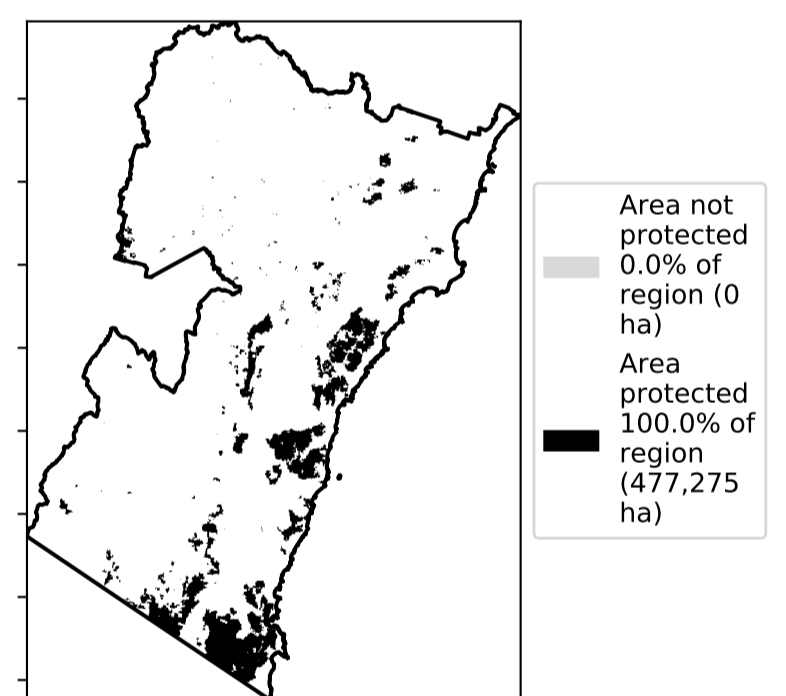 Area not
protected
0.0% of
region (0
ha)
Area
protected
100.0% of
region
(477,275
ha)